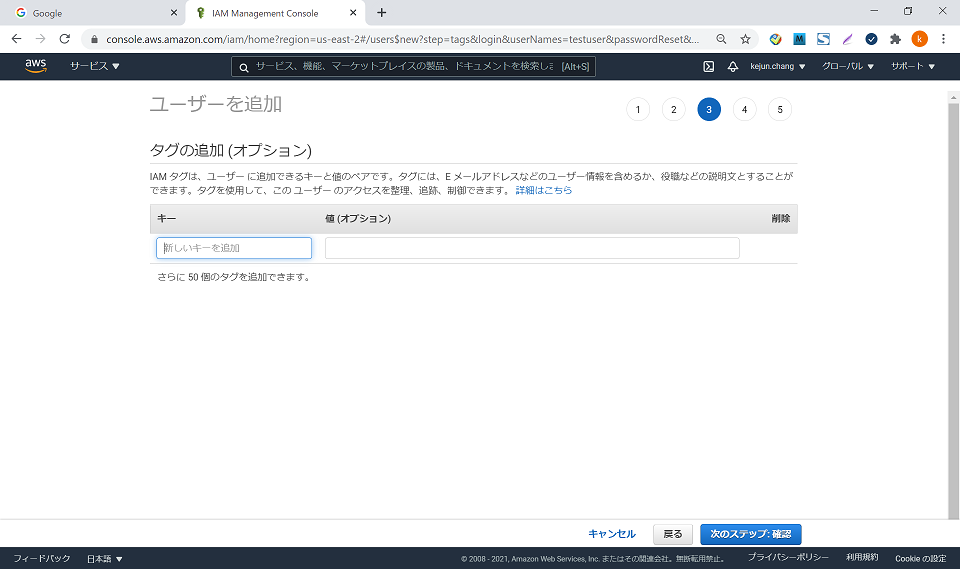 Google
IAM Management Console
console.aws.amazon.com/iam/home?region=us-east-2#/users$new?step=tags&login&userNames=testuser&passwordReset&...
k
aws
サービス
サービス、機能、マーケットプレイスの製品、ドキュメントを検索しま [Alt+S]
kejun.chang
グローバル
サポート
ユーザーを追加
1 2 3 4 5
タグの追加 (オプション)
IAM タグは、ユーザー に追加できるキーと値のペアです。タグには、E メールアドレスなどのユーザー情報を含めるか、役職などの説明文とすることが
できます。タグを使用して、この ユーザー のアクセスを整理、追跡、制御できます。 詳細はこちら
キー 値 (オプション) 削除
新しいキーを追加
さらに 50 個のタグを追加できます。
キャンセル 戻る 次のステップ: 確認
フィードバック 日本語 © 2008 - 2021, Amazon Web Services, Inc. またはその関連会社。無断転用禁止。 プライバシーポリシー 利用規約 Cookie の設定